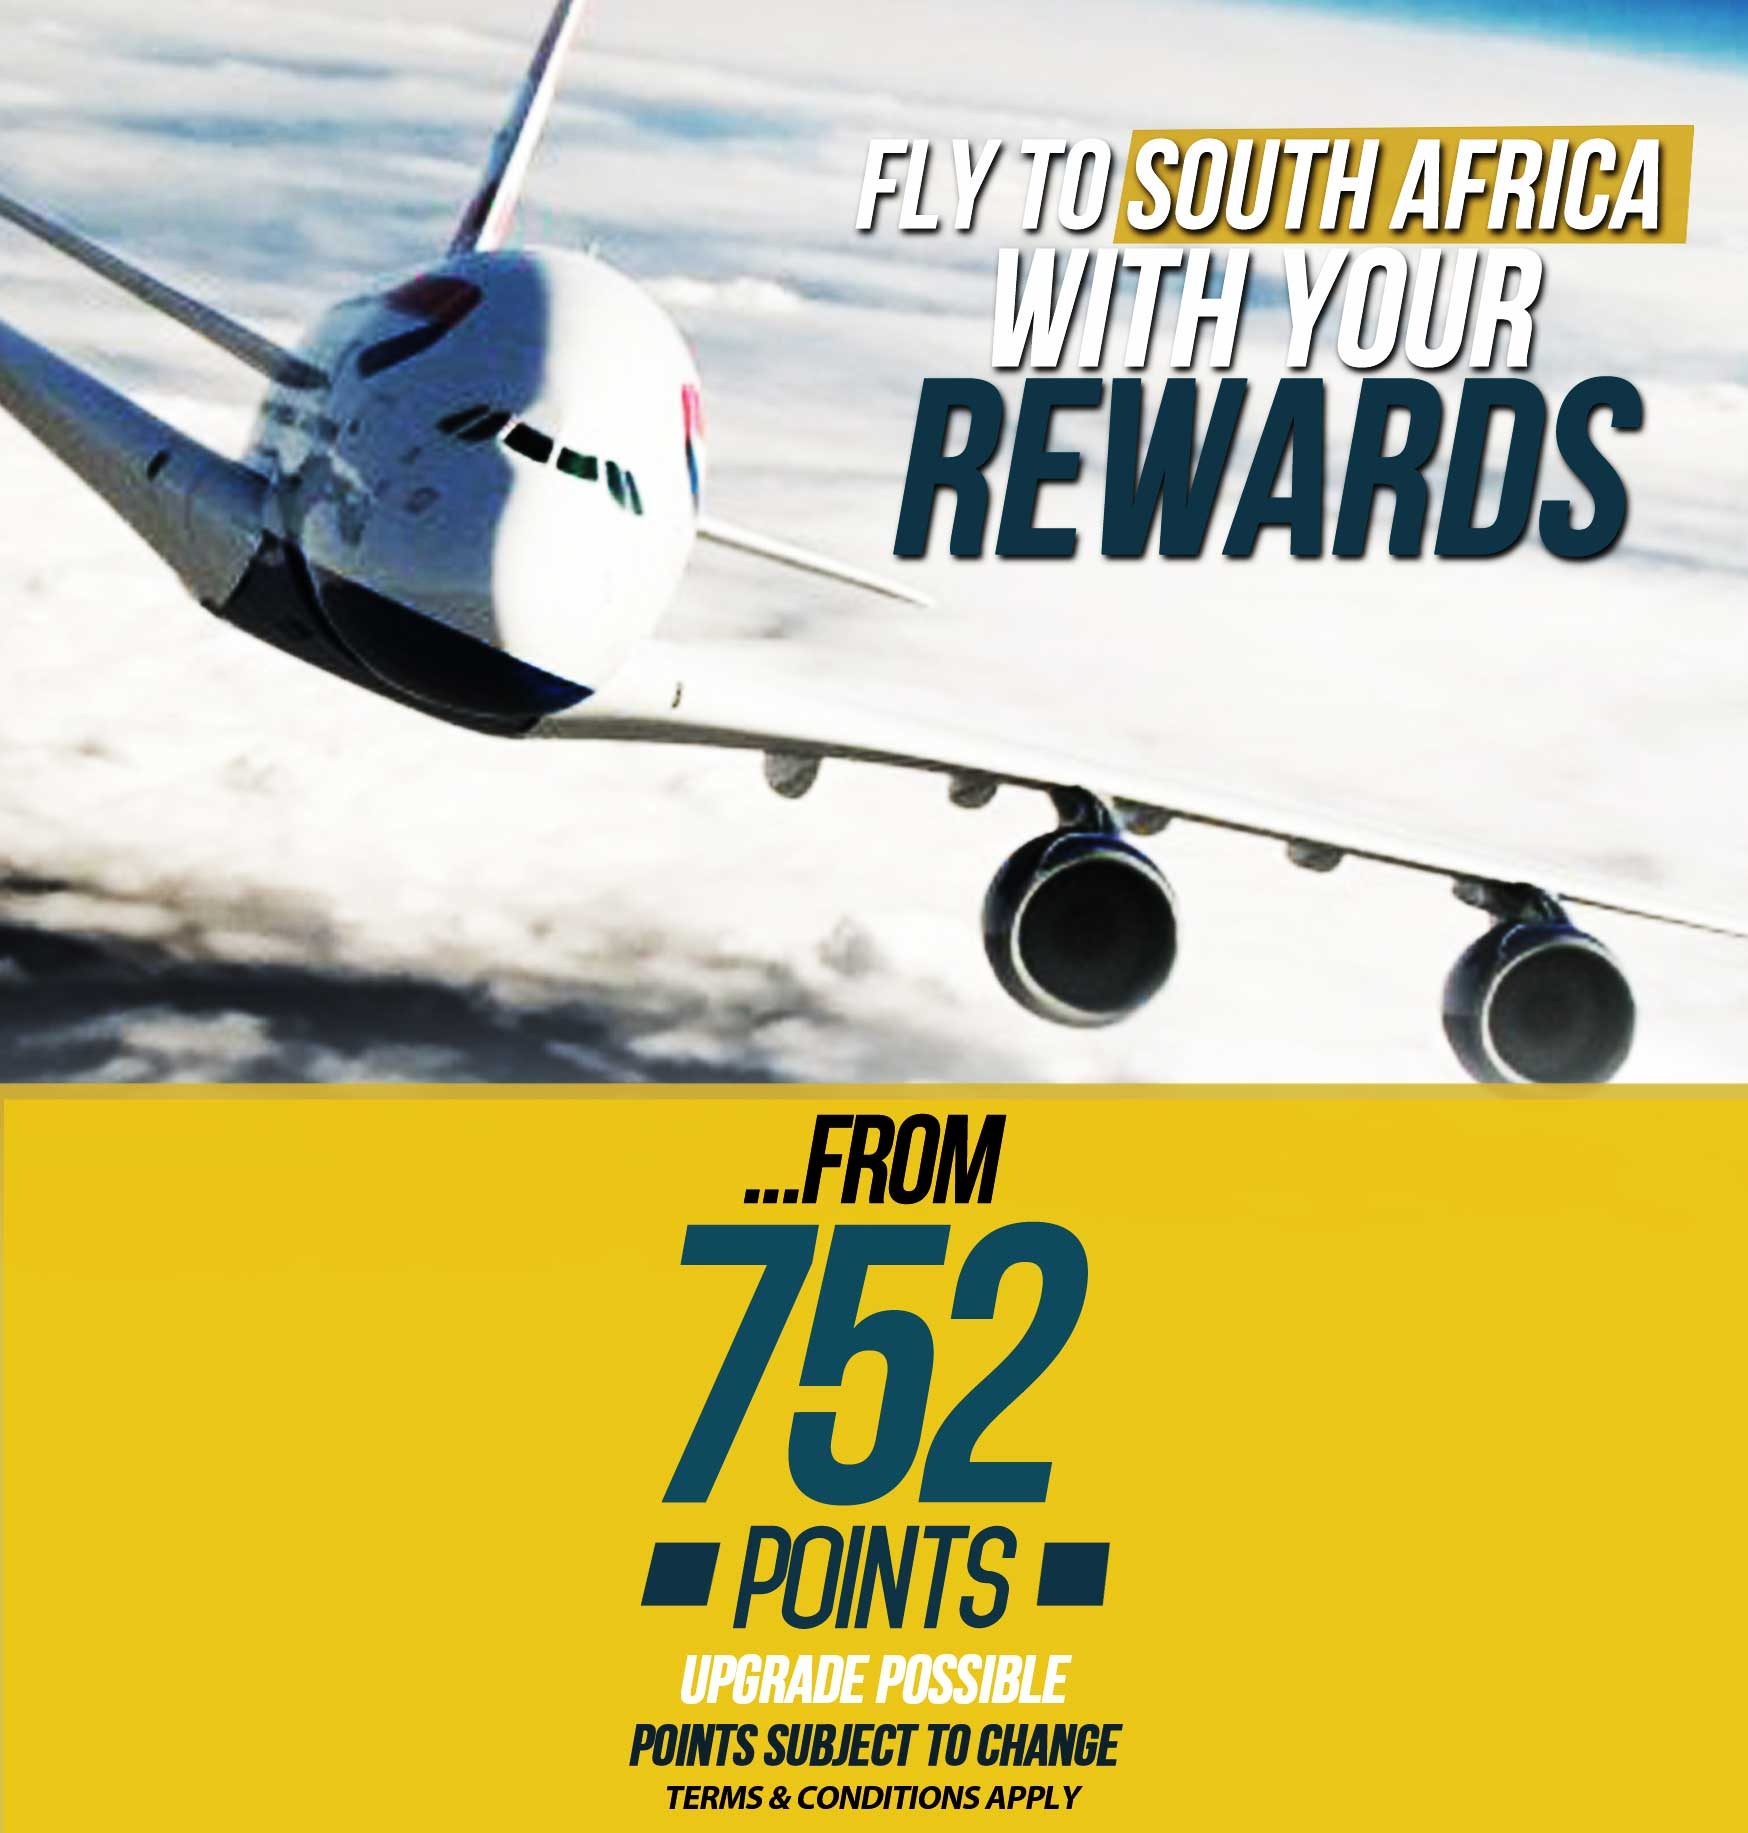 FLY TO SOUTH AFRICA
WITH YOUR
REWARDS
...FROM
752
POINTS
UPGRADE POSSIBLE
POINTS SUBJECT TO CHANGE
TERMS & CONDITIONS APPLY